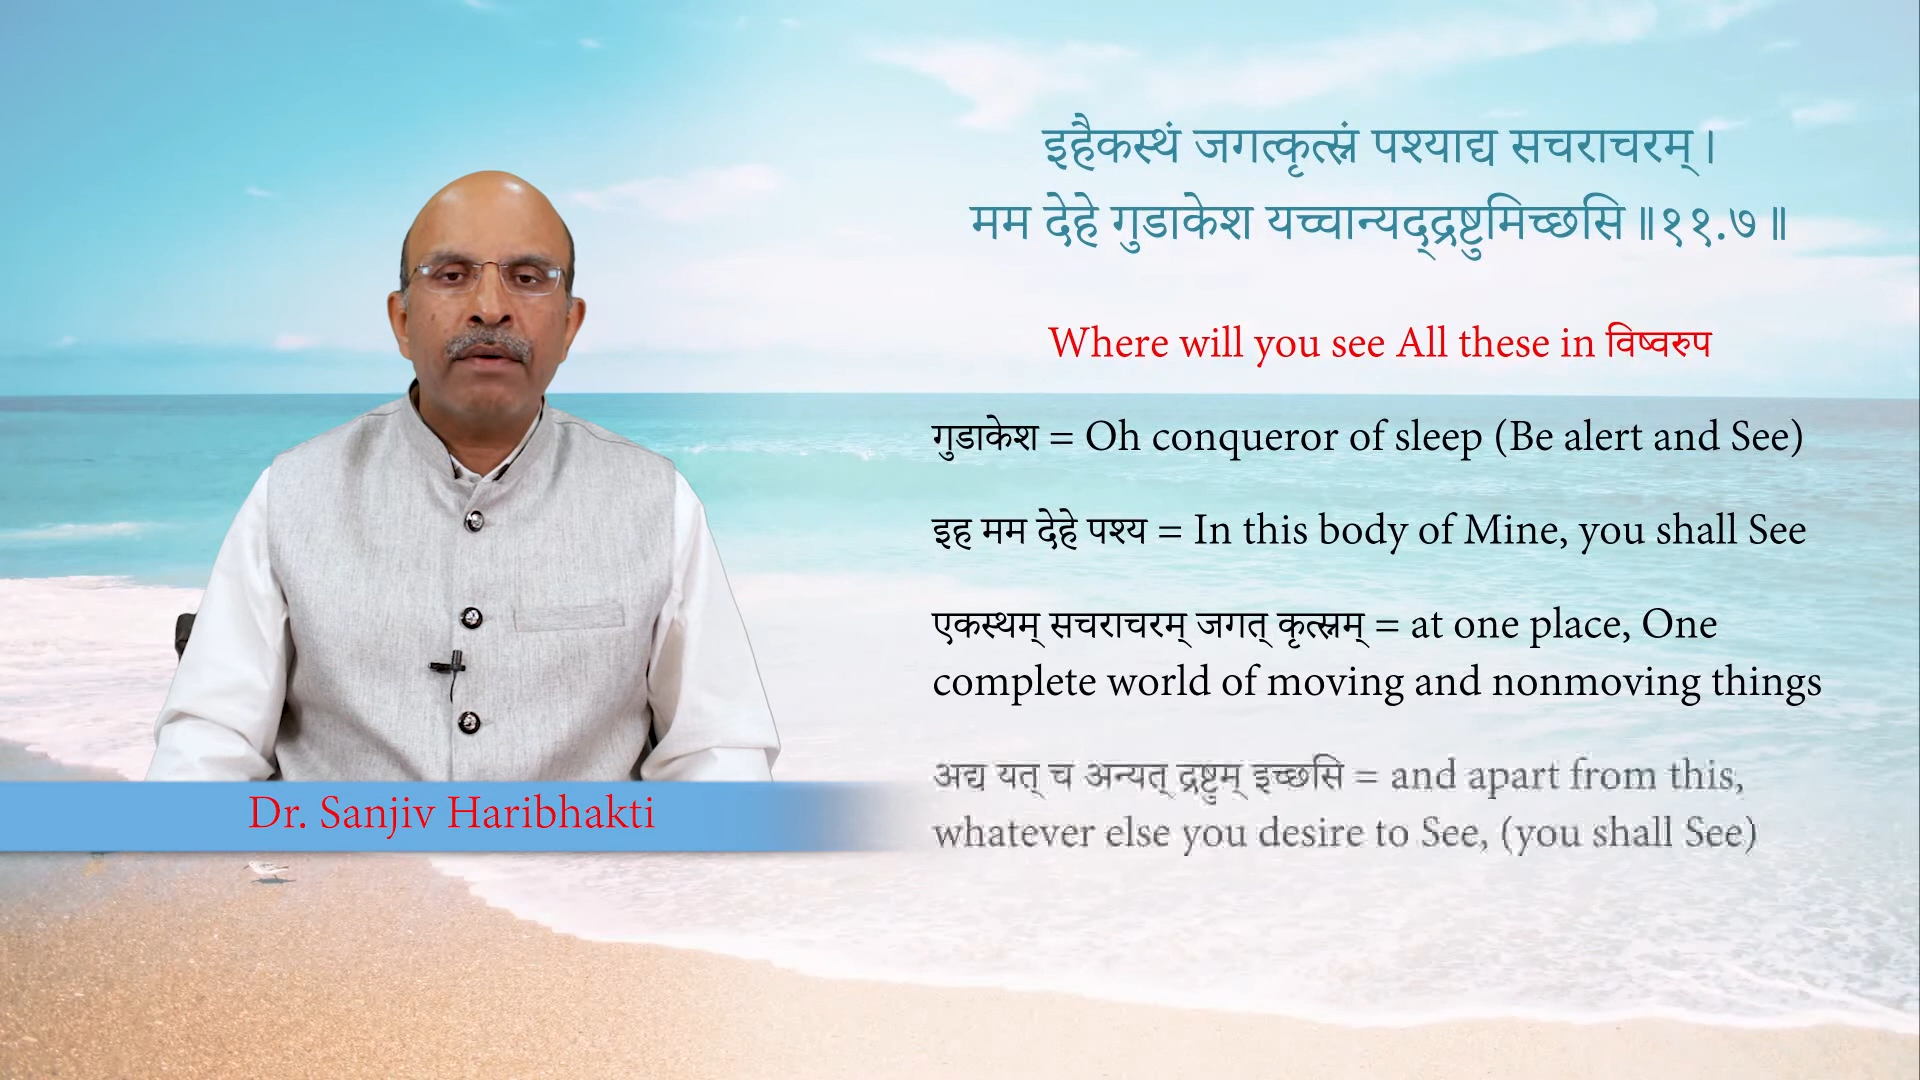 इहैकस्थं जगत्कृत्स्नं पश्याद्य सचराचरम् ।
मम देहे गुडाकेश यच्चान्यद्द्रष्टुमिच्छसि ॥११.७॥
Where will you see All these in विष्वरुप
गुडाकेश = Oh conqueror of sleep (Be alert and See)
इह मम देहे पश्य = In this body of Mine, you shall See
एकस्थम् सचराचरम् जगत् कृत्स्नम् = at one place, One
complete world of moving and nonmoving things
अद्य यत् च अन्यत् द्रष्टुम् इच्छसि = and apart from this,
whatever else you desire to See, (you shall See)
Dr. Sanjiv Haribhakti